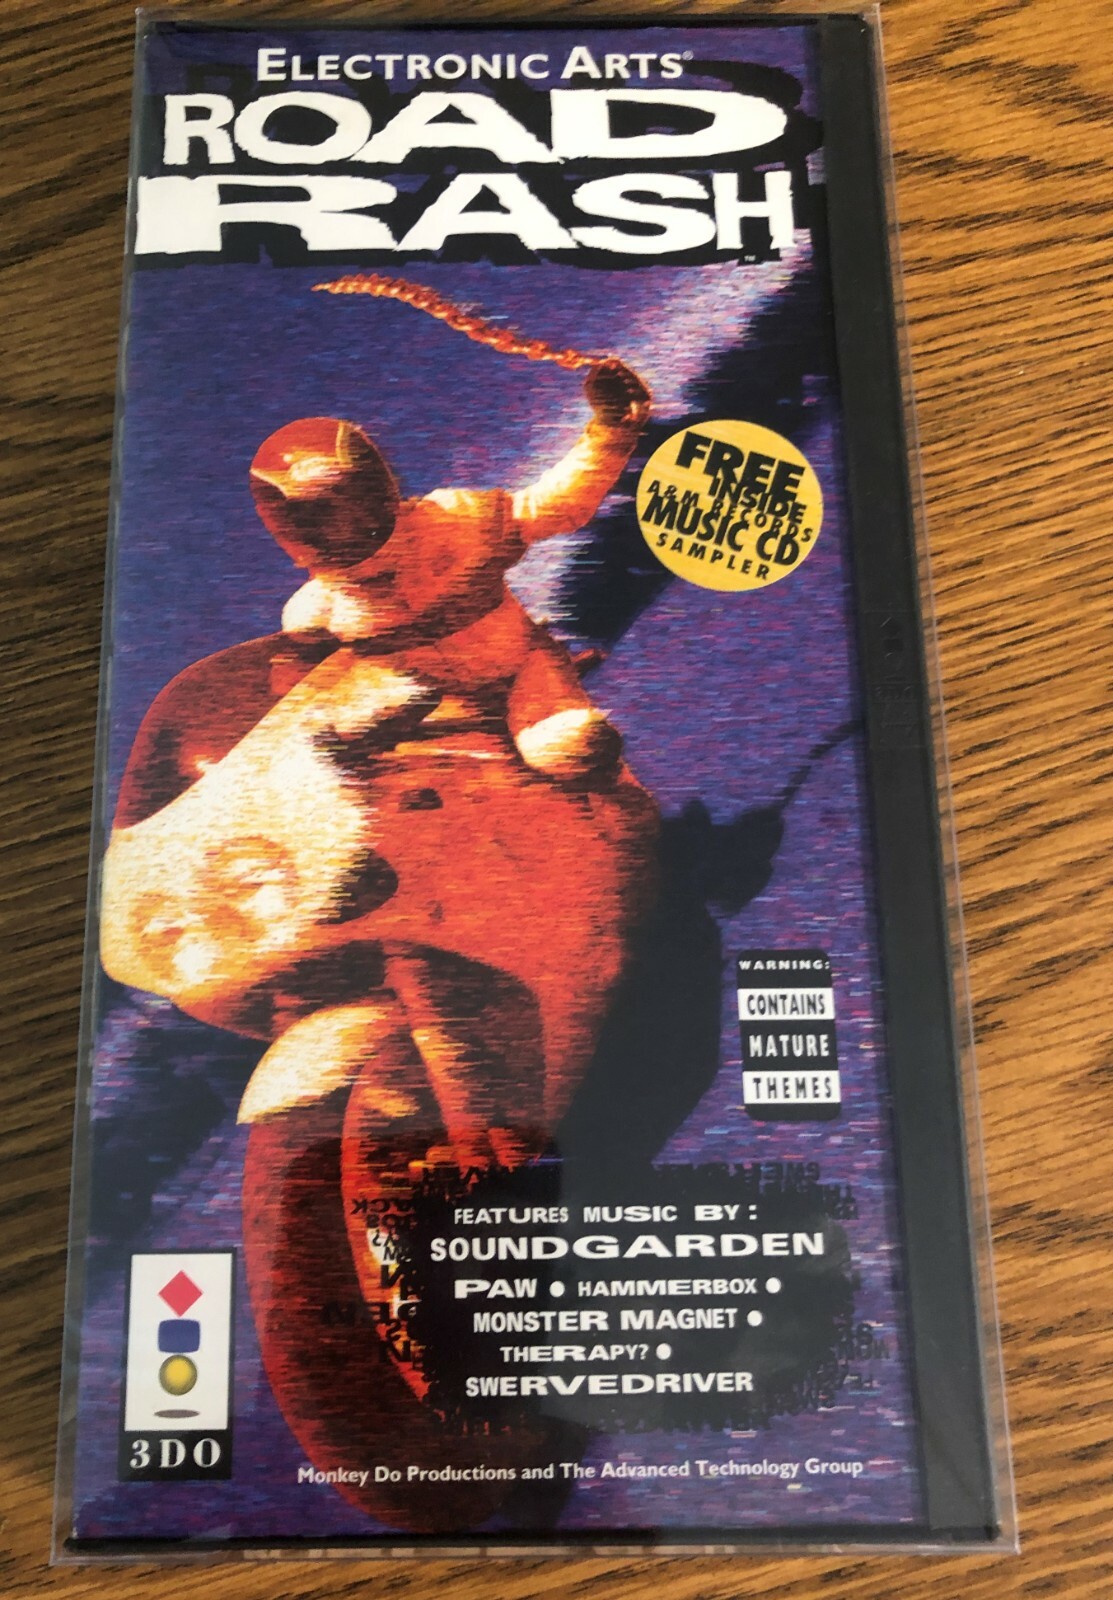 ELECTRONIC ARTS®
ROAD
RASH
™
FREE
INSIDE
A&M RECORDS
MUSIC CD
SAMPLER
WARNING:
CONTAINS
MATURE
THEMES
FEATURES MUSIC BY:
SOUNDGARDEN
PAW ● HAMMERBOX ●
MONSTER MAGNET ●
THERAPY? ●
SWERVEDRIVER
3DO
Monkey Do Productions and The Advanced Technology Group